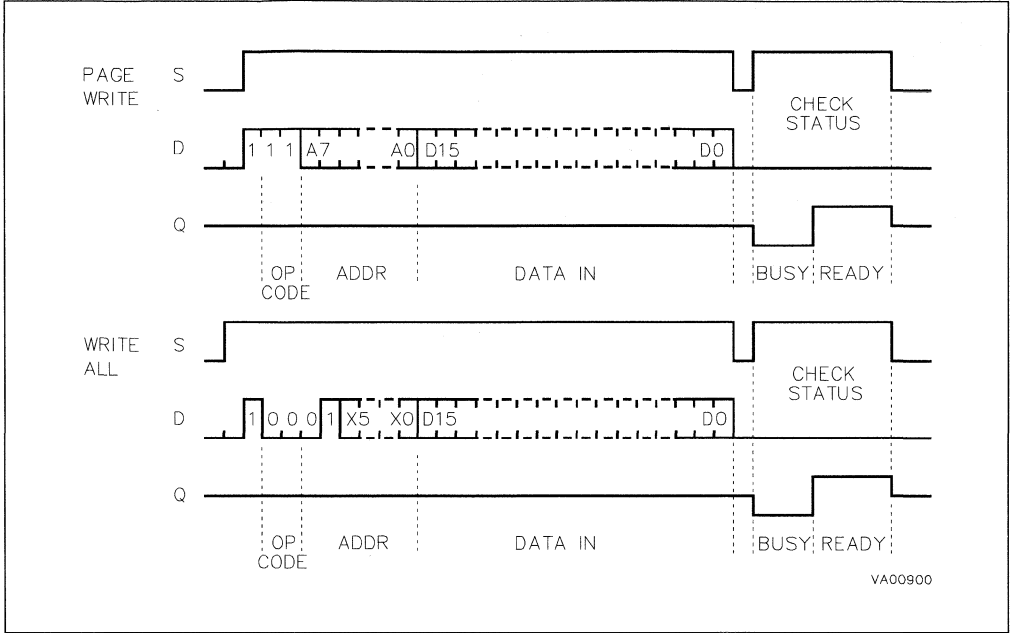 PAGE WRITE S
CHECK STATUS
D 1 1 1 A7 A0 D15 D0
Q
OP CODE ADDR DATA IN BUSY READY
WRITE ALL S
CHECK STATUS
D 1 0 0 0 1 X5 X0 D15 D0
Q
OP CODE ADDR DATA IN BUSY READY
VA00900